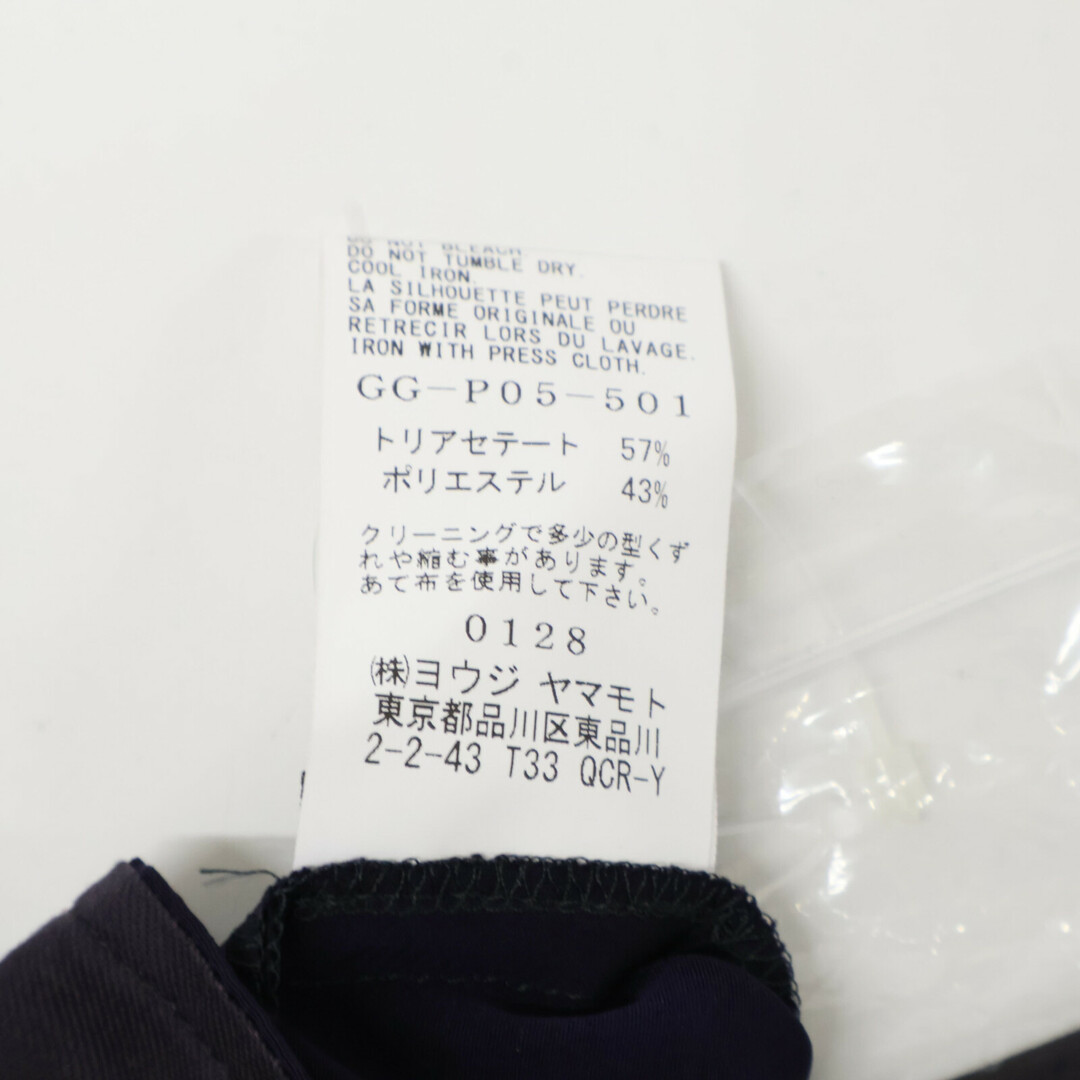 DO NOT BLEACH.
DO NOT TUMBLE DRY.
COOL IRON.
LA SILHOUETTE PEUT PERDRE
SA FORME ORIGINALE OU
RETRECIR LORS DU LAVAGE.
IRON WITH PRESS CLOTH.
GG-P05-501
トリアセテート 57%
ポリエステル 43%
クリーニングで多少の型くず
れや縮む事があります。
あて布を使用して下さい。
0128
㈱ヨウジ ヤマモト
東京都品川区東品川
2-2-43 T33 QCR-Y